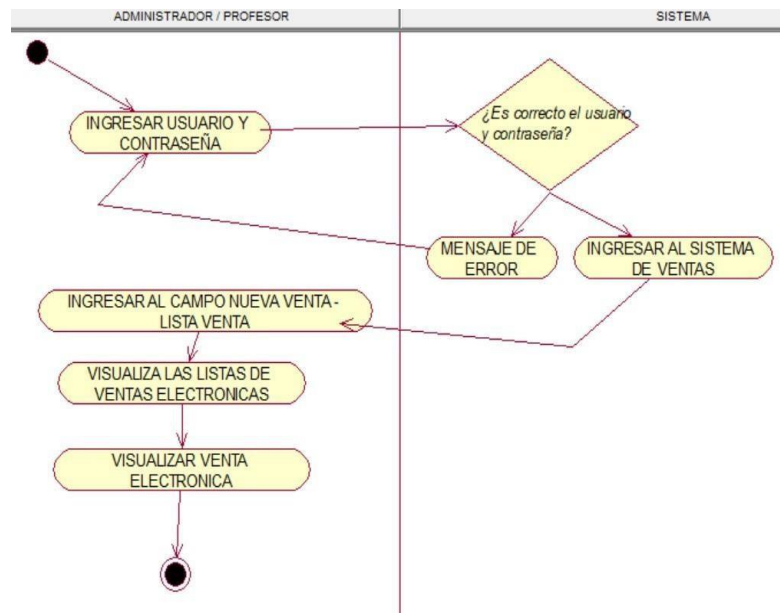 ADMINISTRADOR / PROFESOR
SISTEMA
INGRESAR USUARIO Y
CONTRASEÑA
¿Es correcto el usuario
y contraseña?
MENSAJE DE
ERROR
INGRESAR AL SISTEMA
DE VENTAS
INGRESAR AL CAMPO NUEVA VENTA -
LISTA VENTA
VISUALIZA LAS LISTAS DE
VENTAS ELECTRONICAS
VISUALIZAR VENTA
ELECTRONICA